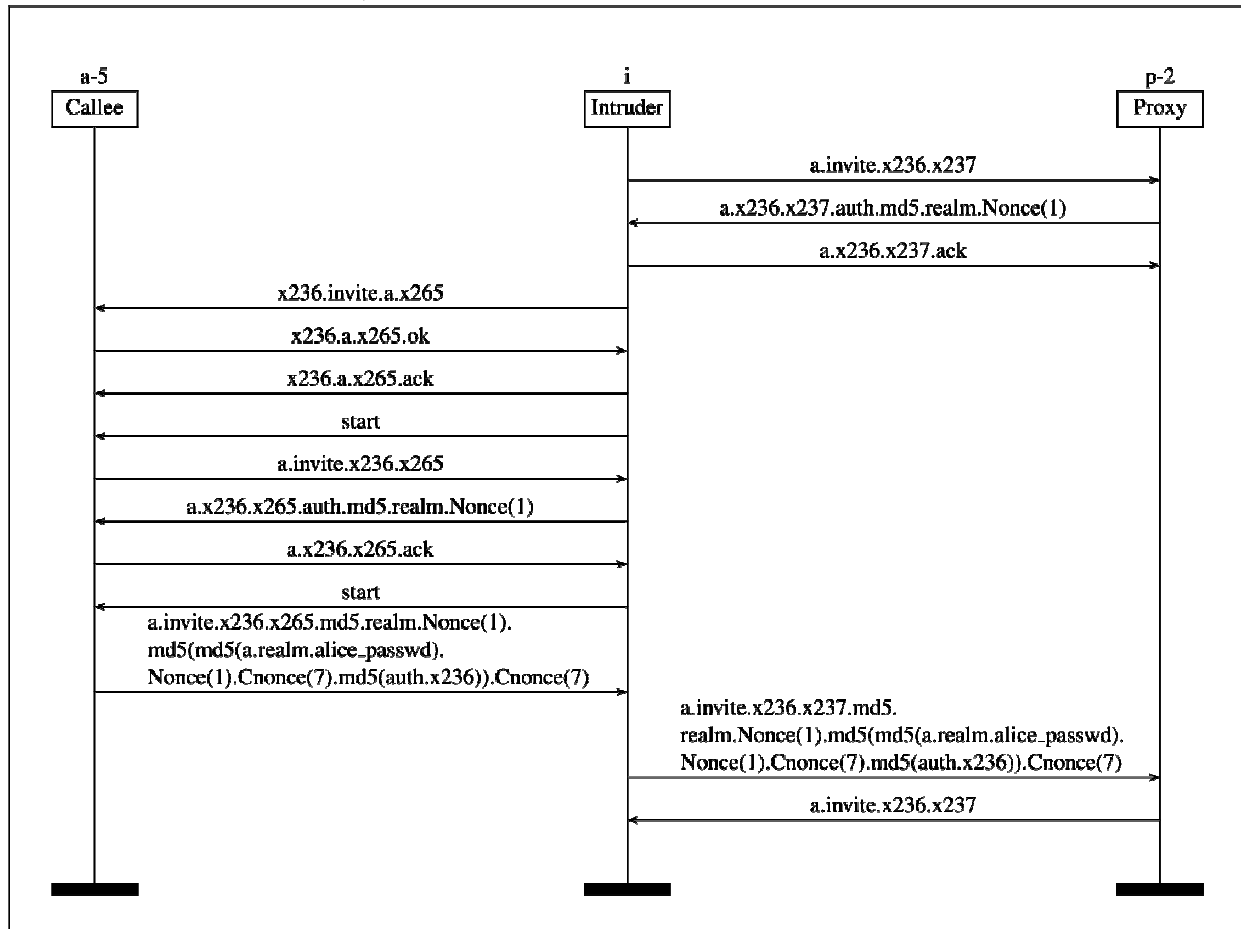 a-5
i
p-2
Callee
Intruder
Proxy
a.invite.x236.x237
a.x236.x237.auth.md5.realm.Nonce(1)
a.x236.x237.ack
x236.invite.a.x265
x236.a.x265.ok
x236.a.x265.ack
start
a.invite.x236.x265
a.x236.x265.auth.md5.realm.Nonce(1)
a.x236.x265.ack
start
a.invite.x236.x265.md5.realm.Nonce(1).
md5(md5(a.realm.alice_passwd).
Nonce(1).Cnonce(7).md5(auth.x236)).Cnonce(7)
a.invite.x236.x237.md5.
realm.Nonce(1).md5(md5(a.realm.alice_passwd).
Nonce(1).Cnonce(7).md5(auth.x236)).Cnonce(7)
a.invite.x236.x237